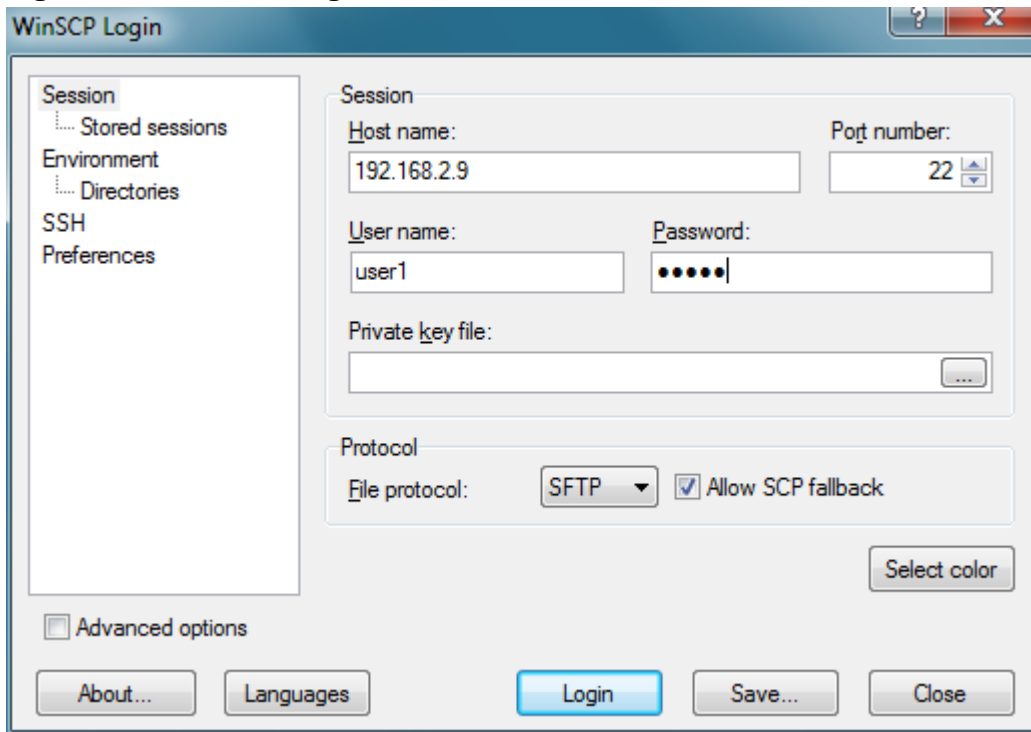 WinSCP Login
?
X
Session
Stored sessions
Environment
Directories
SSH
Preferences
Session
Host name:
Port number:
192.168.2.9
22
User name:
Password:
user1
●●●●●
Private key file:
...
Protocol
File protocol:
SFTP
Allow SCP fallback
Select color
Advanced options
About...
Languages
Login
Save...
Close